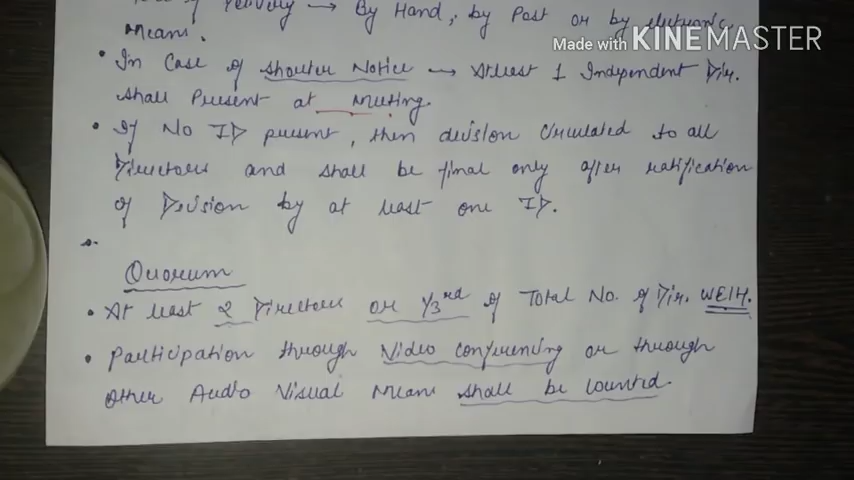 By Hand, by Post or by electronic
Means.
Made with KINEMASTER
• In Case of Shorter Notice → Atleast 1 Independent Dir.
shall Present at Meeting.
• If No ID present, then decision Circulated to all
Directors and shall be final only after ratification
of Decision by at least one ID.
Quorum
• At least 2 Directors or 1/3rd of Total No. of Dir. WEIH.
• Participation through Video conferencing or through
Other Audio Visual Means shall be Counted.